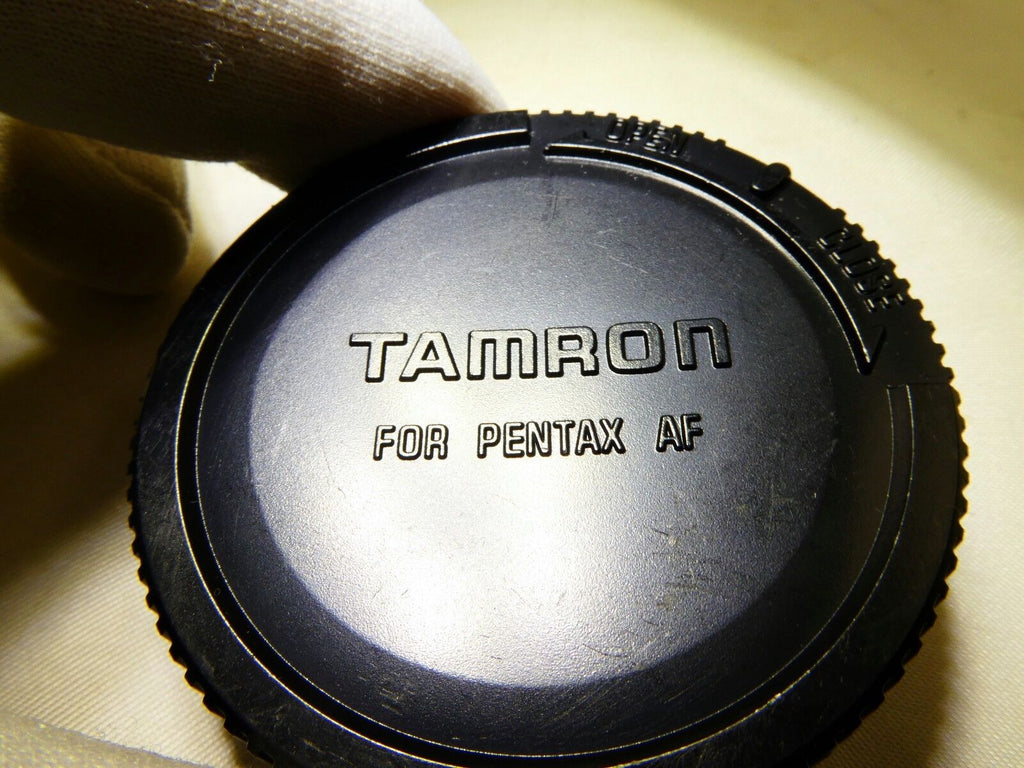 OPEN
CLOSE
TAMRON
FOR PENTAX AF